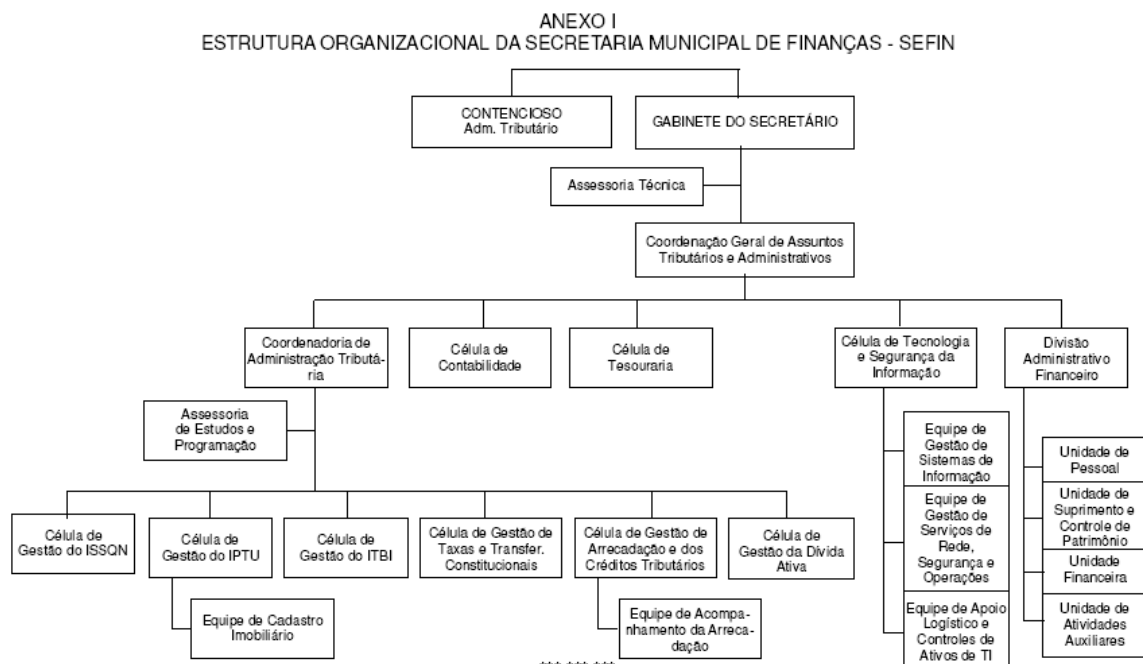 ANEXO I
ESTRUTURA ORGANIZACIONAL DA SECRETARIA MUNICIPAL DE FINANÇAS - SEFIN
CONTENCIOSO
Adm. Tributário
GABINETE DO SECRETÁRIO
Assessoria Técnica
Coordenação Geral de Assuntos
Tributários e Administrativos
Coordenadoria de
Administração Tributá-
ria
Célula de
Contabilidade
Célula de
Tesouraria
Célula de Tecnologia
e Segurança da
Informação
Divisão
Administrativo
Financeiro
Assessoria
de Estudos e
Programação
Equipe de
Gestão de
Sistemas de
Informação
Equipe de
Gestão de
Serviços de
Rede,
Segurança e
Operações
Equipe de Apoio
Logístico e
Controles de
Ativos de TI
Unidade de
Pessoal
Unidade de
Suprimento e
Controle de
Patrimônio
Unidade
Financeira
Unidade de
Atividades
Auxiliares
Célula de
Gestão do ISSQN
Célula de
Gestão do IPTU
Célula de
Gestão do ITBI
Célula de Gestão de
Taxas e Transfer.
Constitucionais
Célula de Gestão de
Arrecadação e dos
Créditos Tributários
Célula de
Gestão da Dívida
Ativa
Equipe de Cadastro
Imobiliário
Equipe de Acompa-
nhamento da Arreca-
dação
*** *** ***